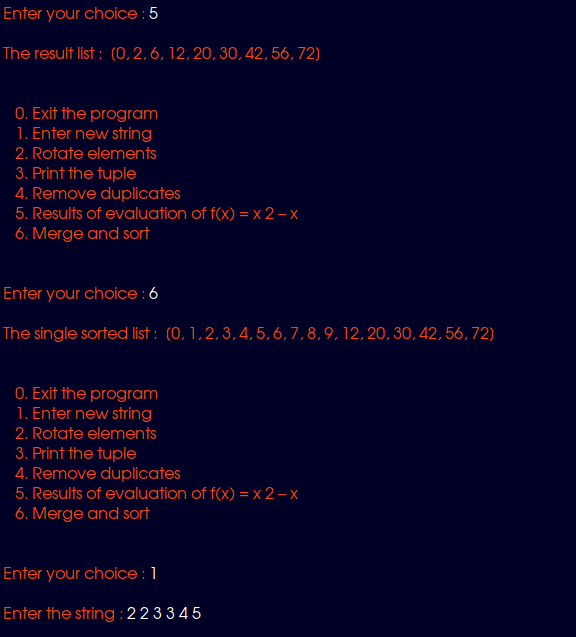 Enter your choice : 5
The result list :  [0, 2, 6, 12, 20, 30, 42, 56, 72]
0. Exit the program
1. Enter new string
2. Rotate elements
3. Print the tuple
4. Remove duplicates
5. Results of evaluation of f(x) = x 2 – x
6. Merge and sort
Enter your choice : 6
The single sorted list :  [0, 1, 2, 3, 4, 5, 6, 7, 8, 9, 12, 20, 30, 42, 56, 72]
0. Exit the program
1. Enter new string
2. Rotate elements
3. Print the tuple
4. Remove duplicates
5. Results of evaluation of f(x) = x 2 – x
6. Merge and sort
Enter your choice : 1
Enter the string : 2 2 3 3 4 5